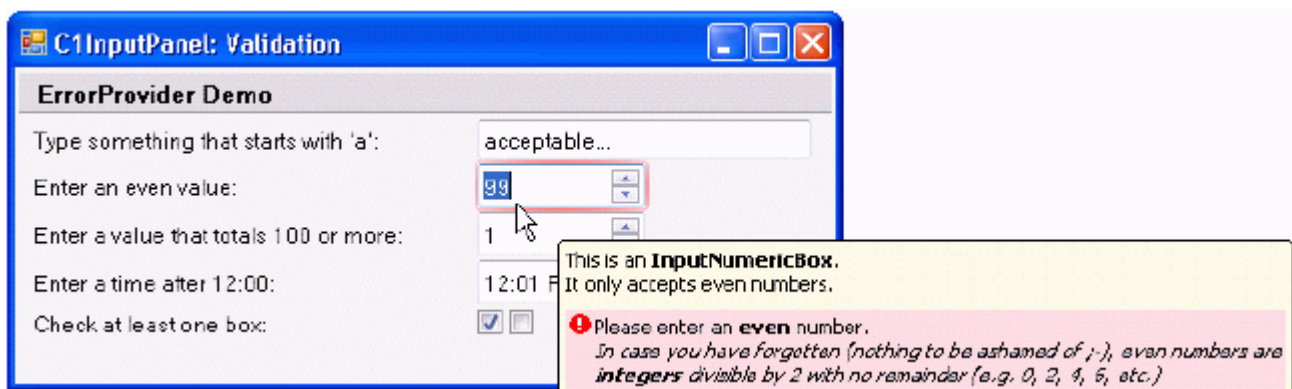 C1InputPanel: Validation
ErrorProvider Demo
Type something that starts with 'a': acceptable...
Enter an even value: 99
Enter a value that totals 100 or more: 1
Enter a time after 12:00: 12:01
Check at least one box:
This is an InputNumericBox.
It only accepts even numbers.
Please enter an even number.
In case you have forgotten (nothing to be ashamed of ;-), even numbers are
integers divisible by 2 with no remainder (e.g. 0, 2, 4, 6, etc.)